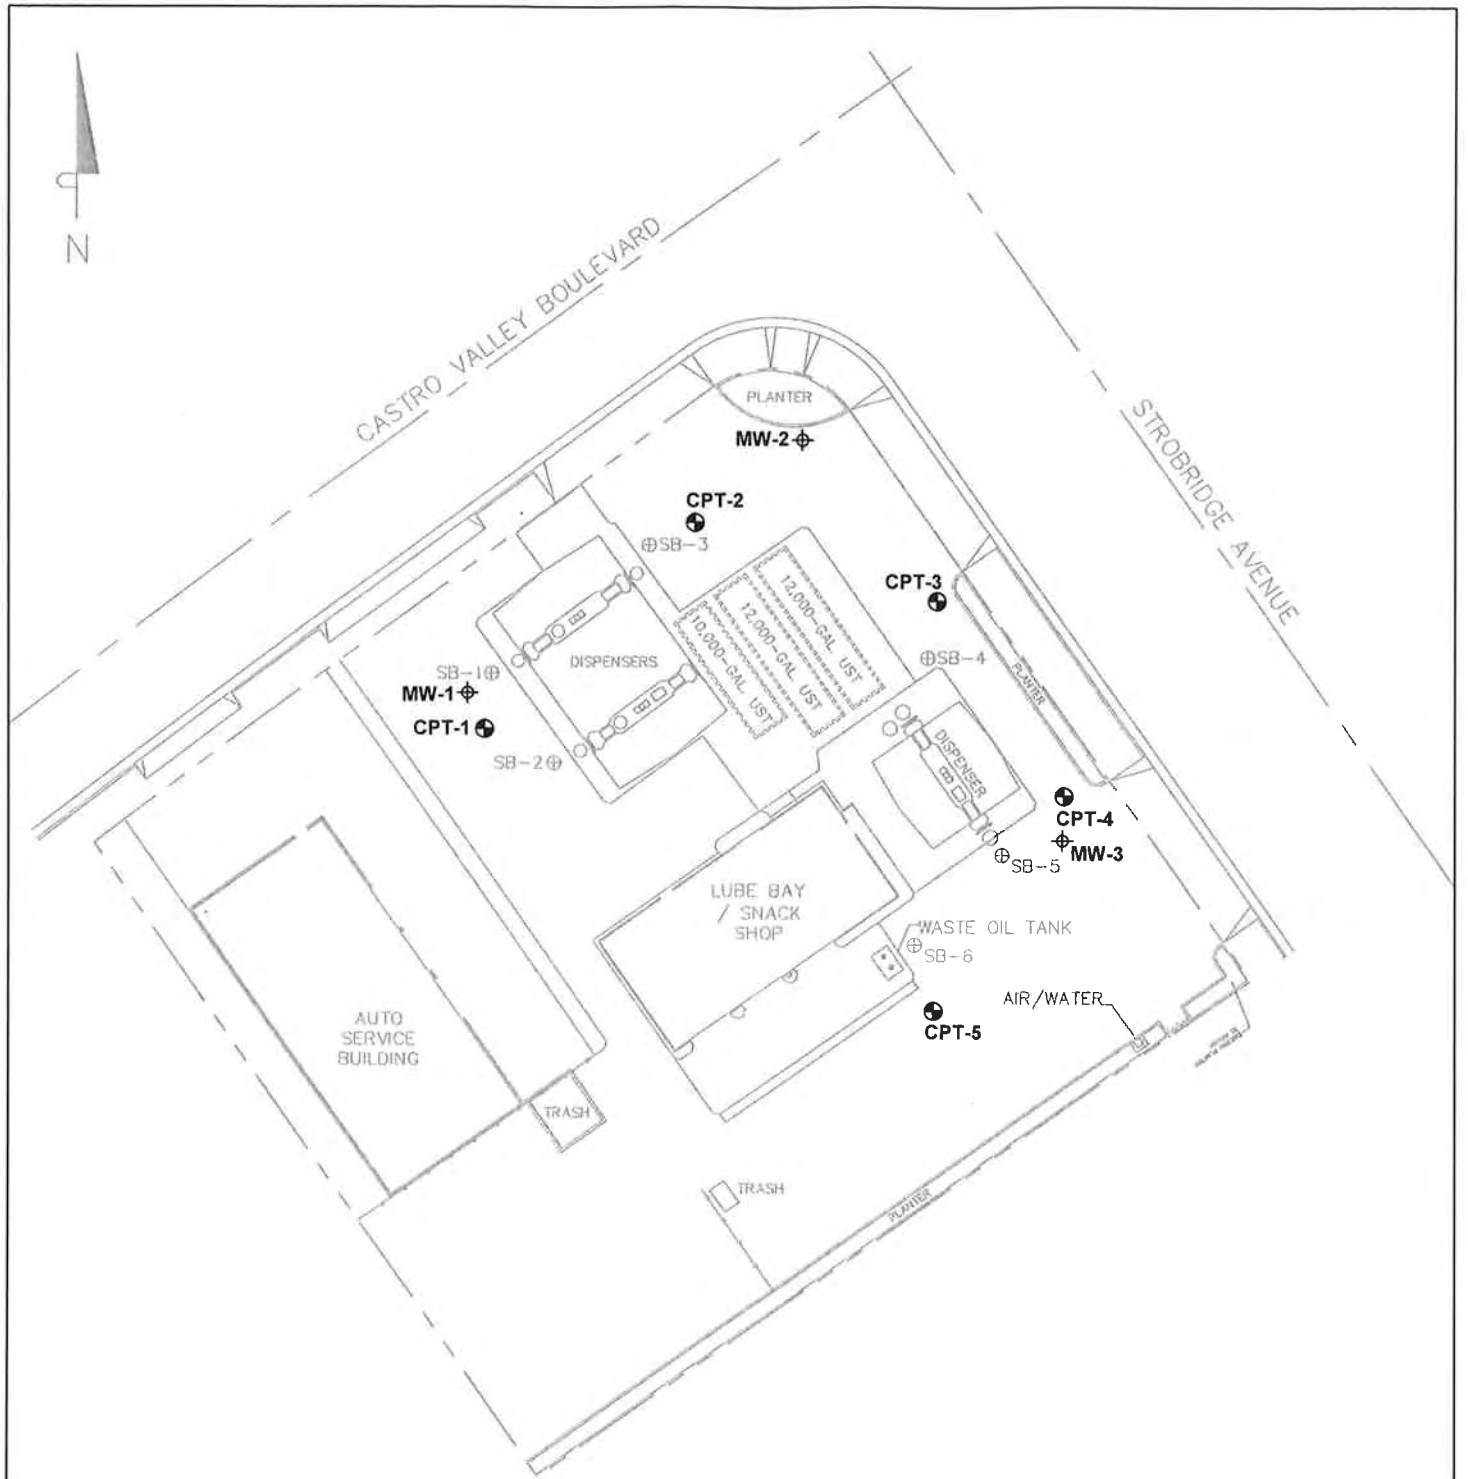 N
CASTRO VALLEY BOULEVARD
STROBRIDGE AVENUE
PLANTER
MW-2
CPT-2
SB-3
CPT-3
12,000-GAL UST
12,000-GAL UST
10,000-GAL UST
SB-4
PLANTER
DISPENSERS
SB-1
MW-1
CPT-1
SB-2
DISPENSER
CPT-4
MW-3
SB-5
LUBE BAY
/ SNACK
SHOP
WASTE OIL TANK
SB-6
AIR/WATER
CPT-5
AUTO
SERVICE
BUILDING
TRASH
TRASH
PLANTER